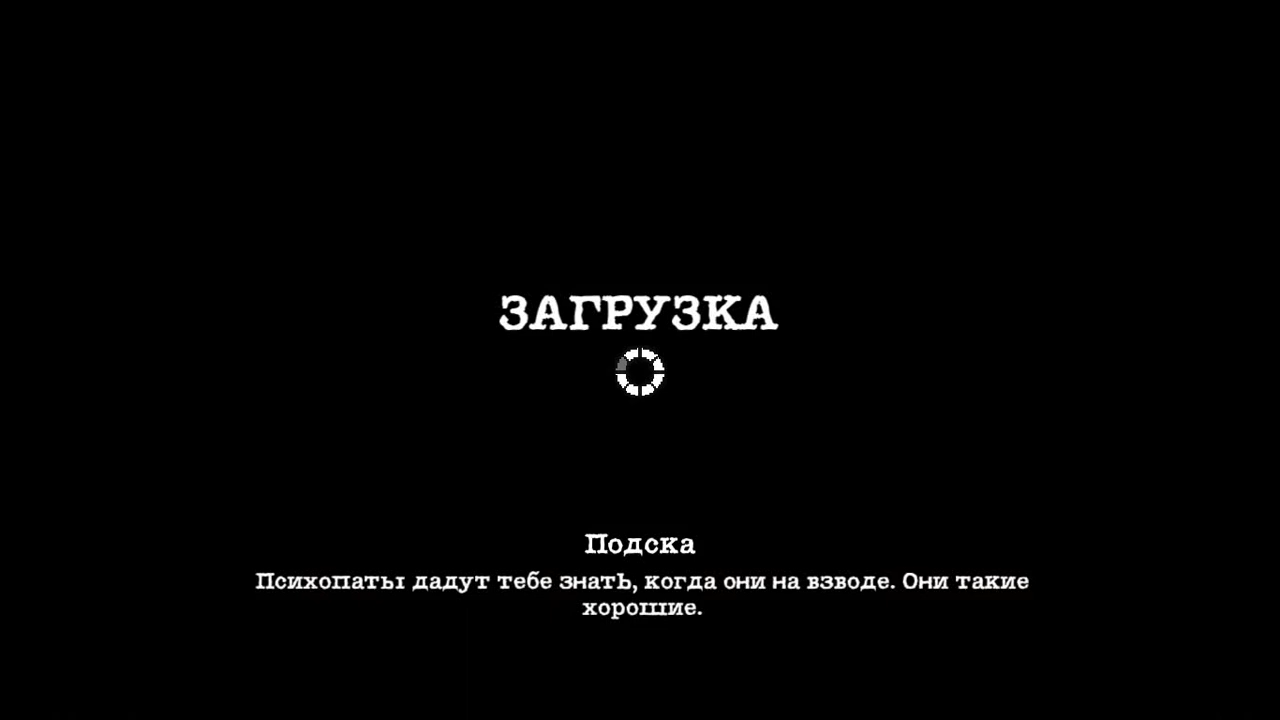 ЗАГРУЗКА
Подска
Психопаты дадут тебе знать, когда они на взводе. Они такие
хорошие.